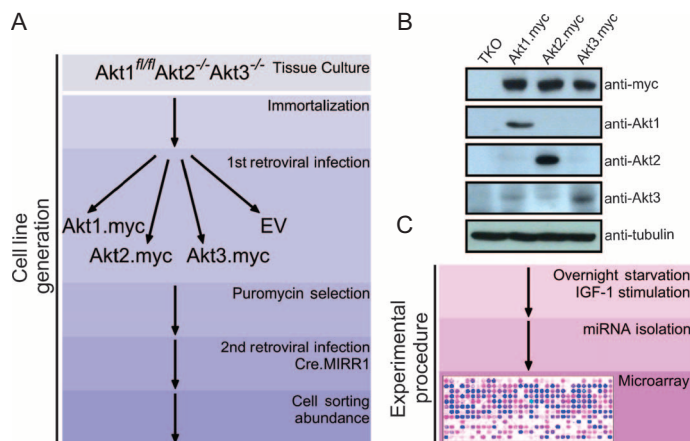 A
Akt1fl/flAkt2-/-Akt3-/- Tissue Culture
Immortalization
1st retroviral infection
Akt1.myc
EV
Akt2.myc
Akt3.myc
Puromycin selection
2nd retroviral infection
Cre.MIRR1
Cell sorting
abundance
Cell line
generation
B
TKO
Akt1.myc
Akt2.myc
Akt3.myc
anti-myc
anti-Akt1
anti-Akt2
anti-Akt3
anti-tubulin
C
Overnight starvation
IGF-1 stimulation
miRNA isolation
Microarray
Experimental
procedure